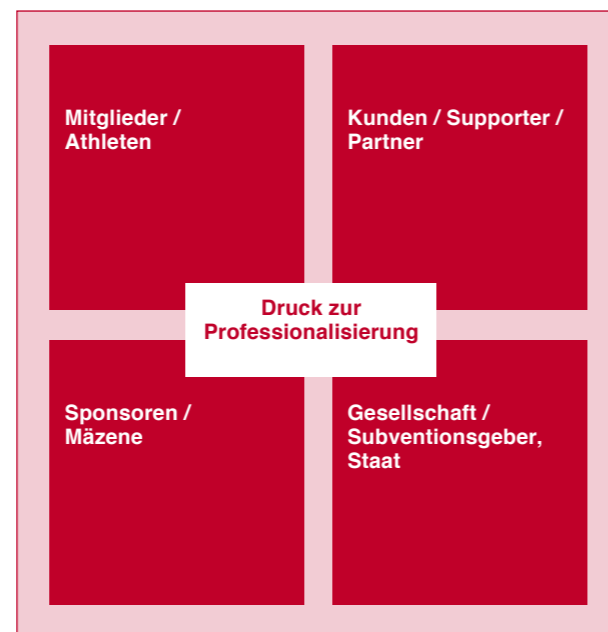 Mitglieder /
Athleten
Kunden / Supporter /
Partner
Druck zur
Professionalisierung
Sponsoren /
Mäzene
Gesellschaft /
Subventionsgeber,
Staat